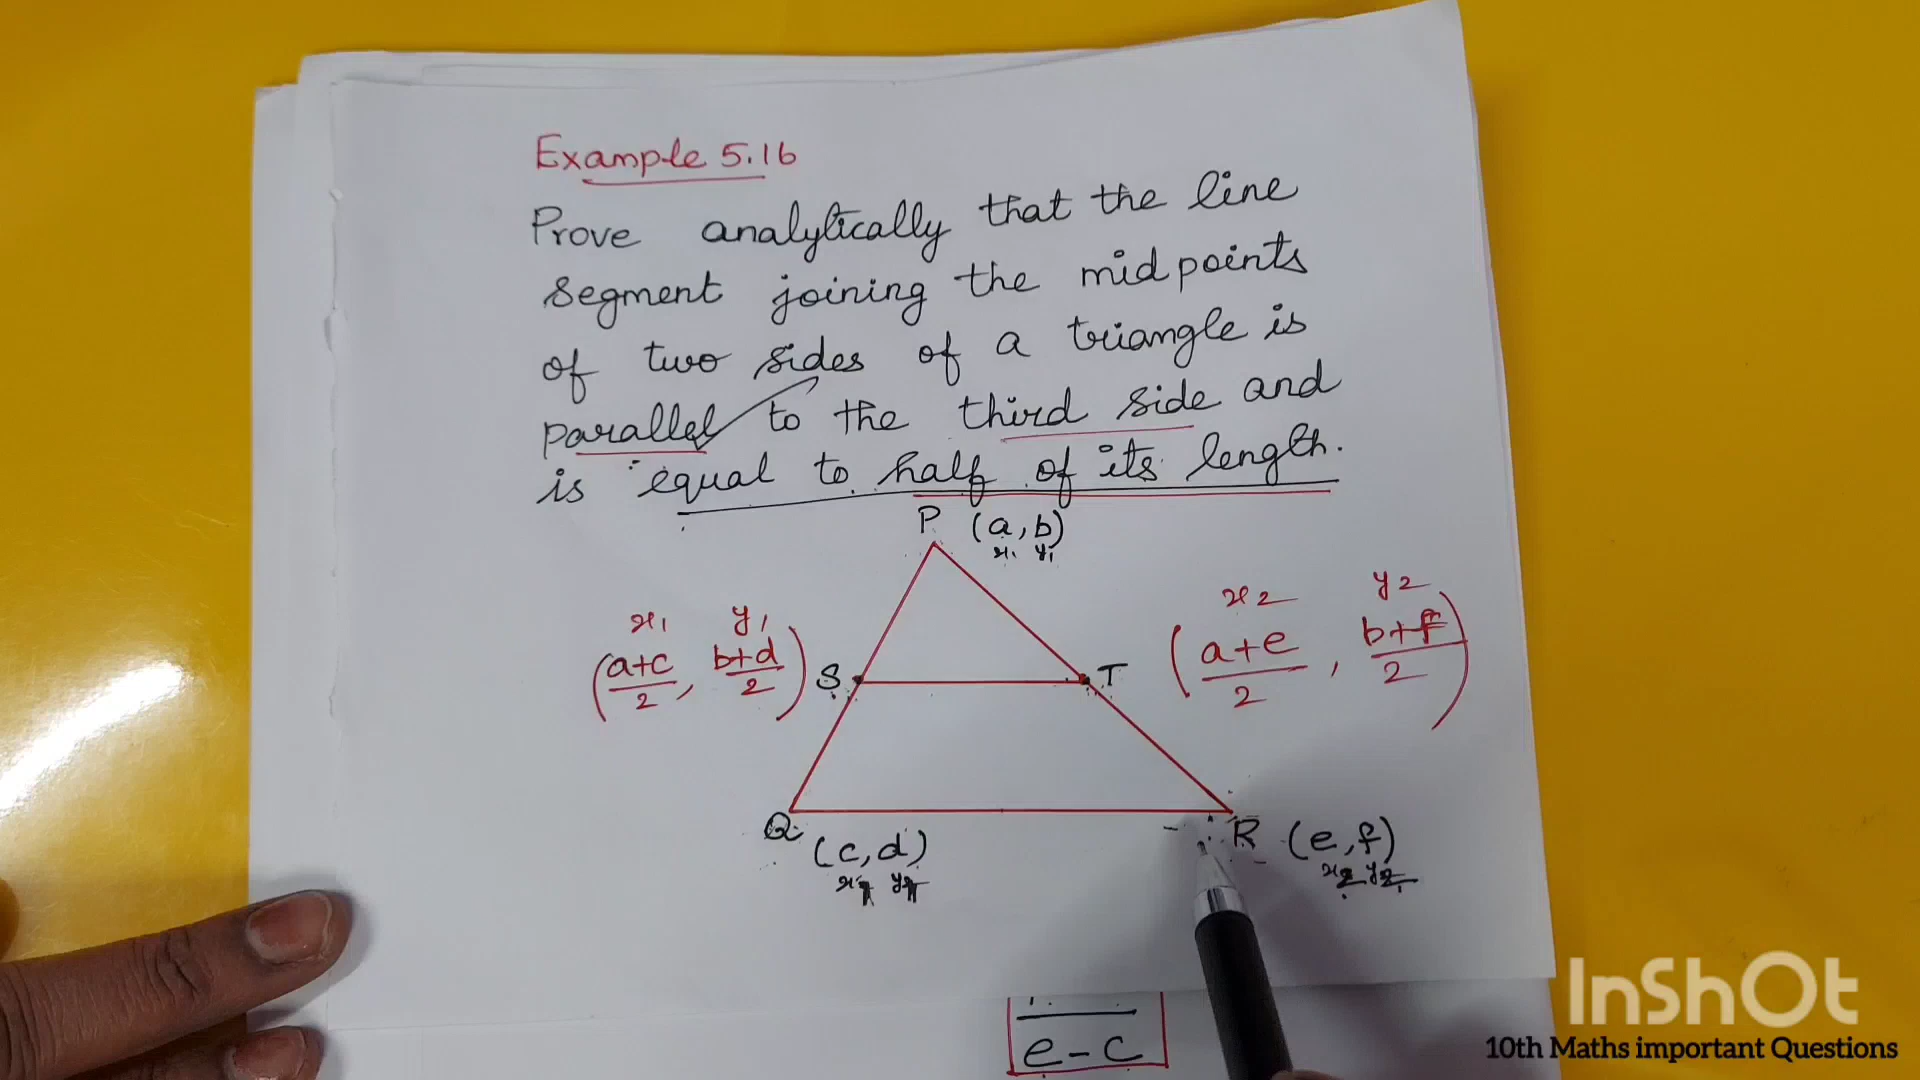 Example 5.16
Prove analytically that the line
segment joining the midpoints
of two sides of a triangle is
parallel to the third side and
is equal to half of its length.
P (a, b)
x1 y1
x1 y1
x2 y2
(a+c/2, b+d/2) S T (a+e/2, b+f/2)
Q R (e, f)
(c, d)
x2 y2
e - c
InShOt
10th Maths important Questions